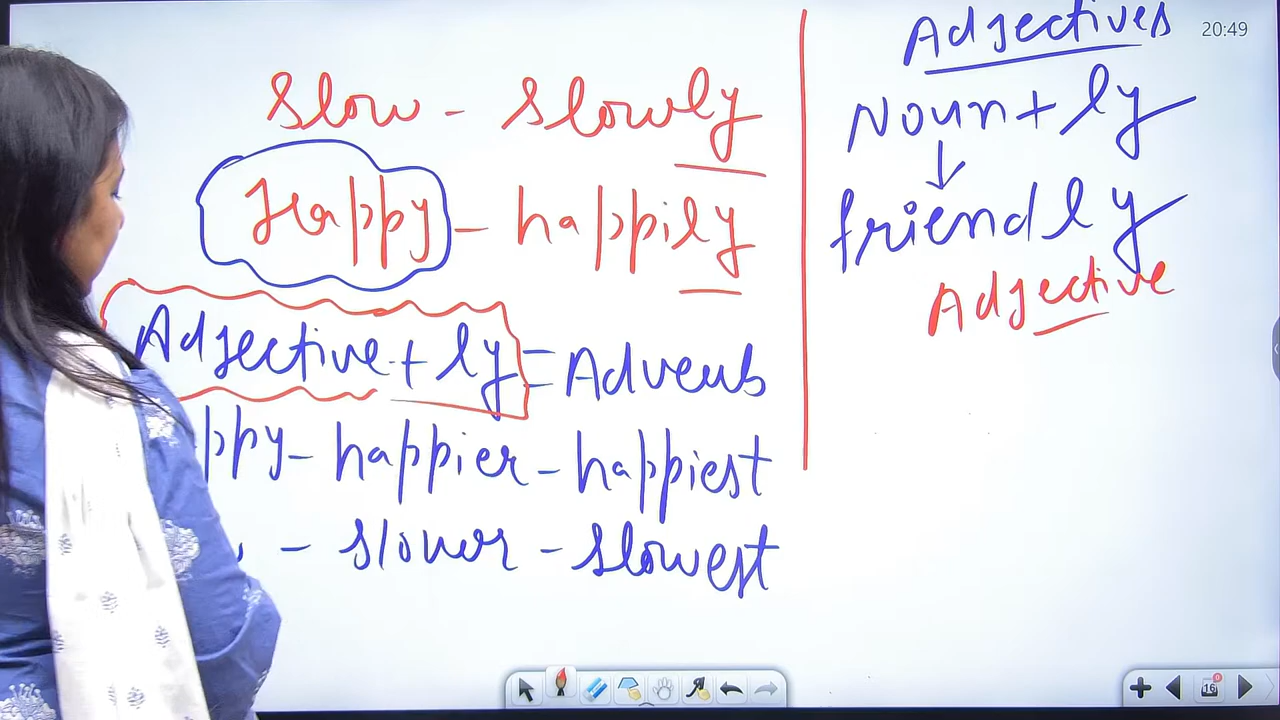 Slow - Slowly
Happy - happily
Adjective + ly = Adverb
ppy - happier - happiest
- slower - slowest
Adjectives
20:49
Noun + ly
↓
friendly
Adjective
16